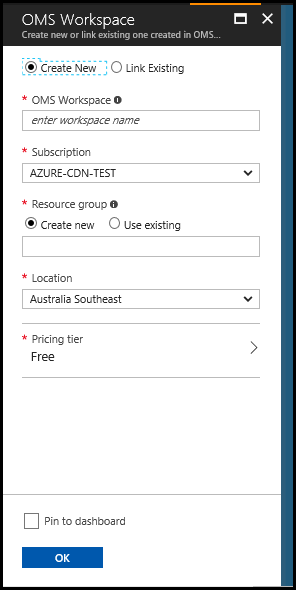 OMS Workspace
Create new or link existing one created in OMS...
Create New Link Existing
* OMS Workspace
enter workspace name
* Subscription
AZURE-CDN-TEST
* Resource group
Create new Use existing
* Location
Australia Southeast
* Pricing tier
Free
Pin to dashboard
OK